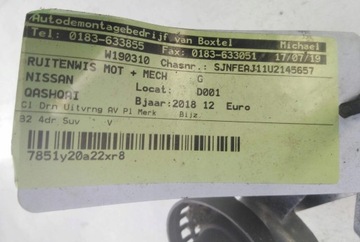 Autodemontagebedrijf van Boxtel
Tel: 0183-633855 Fax: 0183-633051 Michael
W190310 17/07/19
RUITENWIS MOT + MECH Chasnr.: SJNFEAJ11U2145657
NISSAN G
QASHQAI Locat: D001
Bjaar:2018 12 Euro
Cl Drn Uitvrng AV Pl Merk Bijz
B2 4dr Suv V
7851y20a22xr8